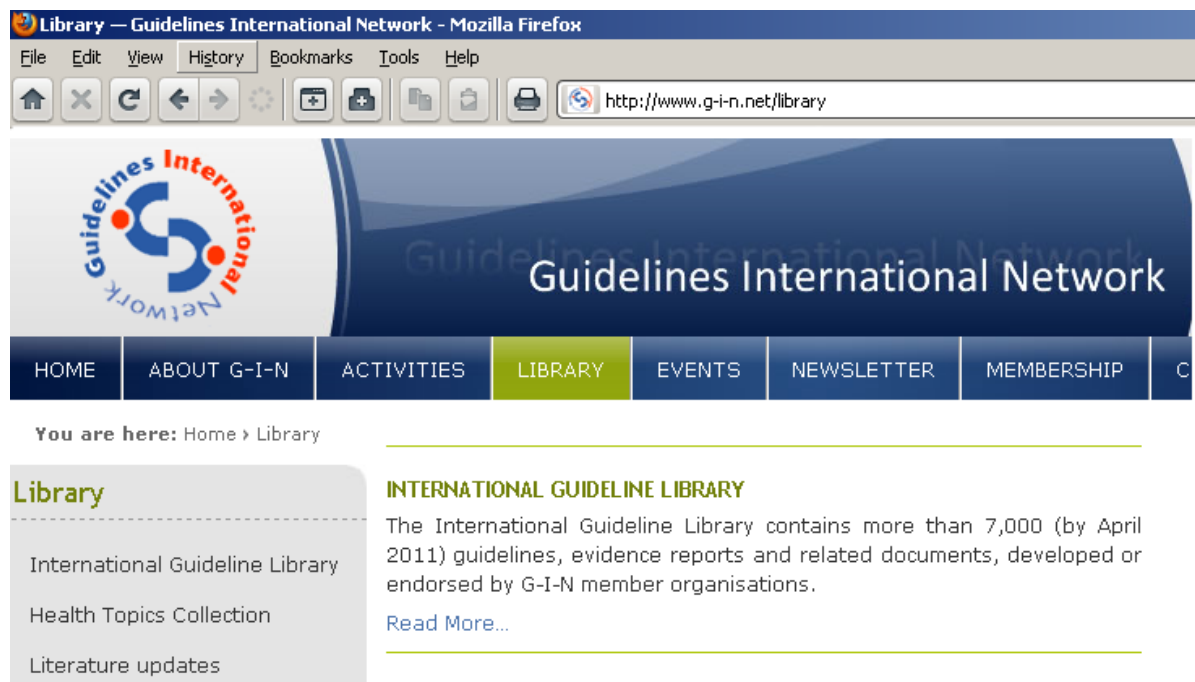 Library — Guidelines International Network - Mozilla Firefox
File Edit View History Bookmarks Tools Help
http://www.g-i-n.net/library
Guidelines International Network
Guidelines International Network
Guidelines International Network
HOME ABOUT G-I-N ACTIVITIES LIBRARY EVENTS NEWSLETTER MEMBERSHIP C
You are here: Home › Library
Library
International Guideline Library
Health Topics Collection
Literature updates
INTERNATIONAL GUIDELINE LIBRARY
The International Guideline Library contains more than 7,000 (by April
2011) guidelines, evidence reports and related documents, developed or
endorsed by G-I-N member organisations.
Read More...